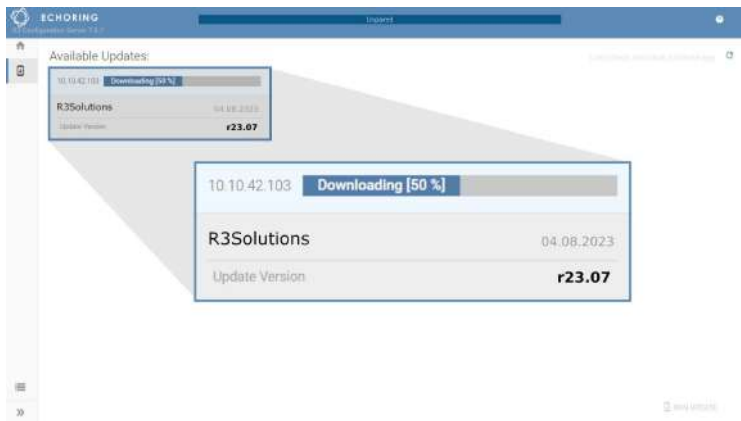 ECHORING
Available Updates:
10.10.42.103 Downloading [50 %]
R3Solutions 04.08.2023
Update Version r23.07
10.10.42.103 Downloading [50 %]
R3Solutions 04.08.2023
Update Version r23.07